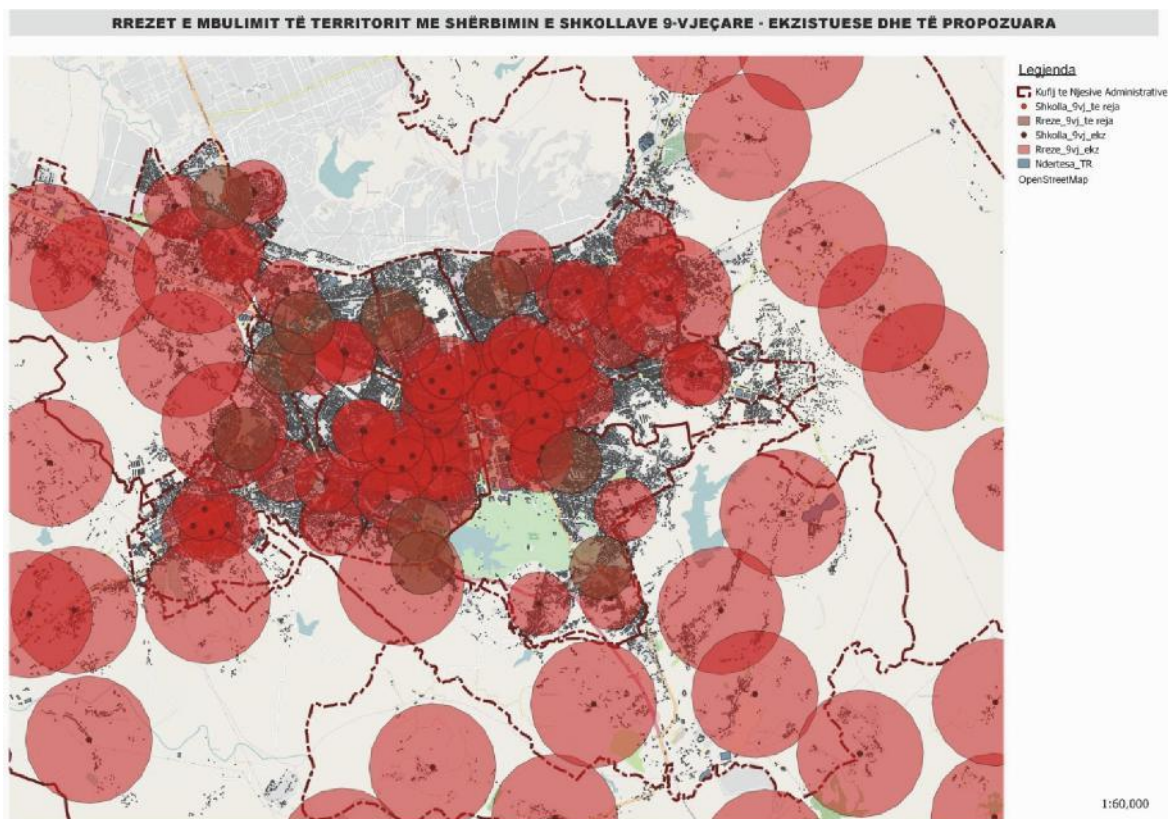 RREZET E MBULIMIT TË TERRITORIT ME SHËRBIMIN E SHKOLLAVE 9-VJEÇARE - EKZISTUESE DHE TË PROPOZUARA
Legjenda
Kufij te Njesive Administrative
Shkolla_9vj_te reja
Rreze_9vj_te reja
Shkolla_9vj_ekz
Rreze_9vj_ekz
Ndertesa_TR
OpenStreetMap
1:60,000